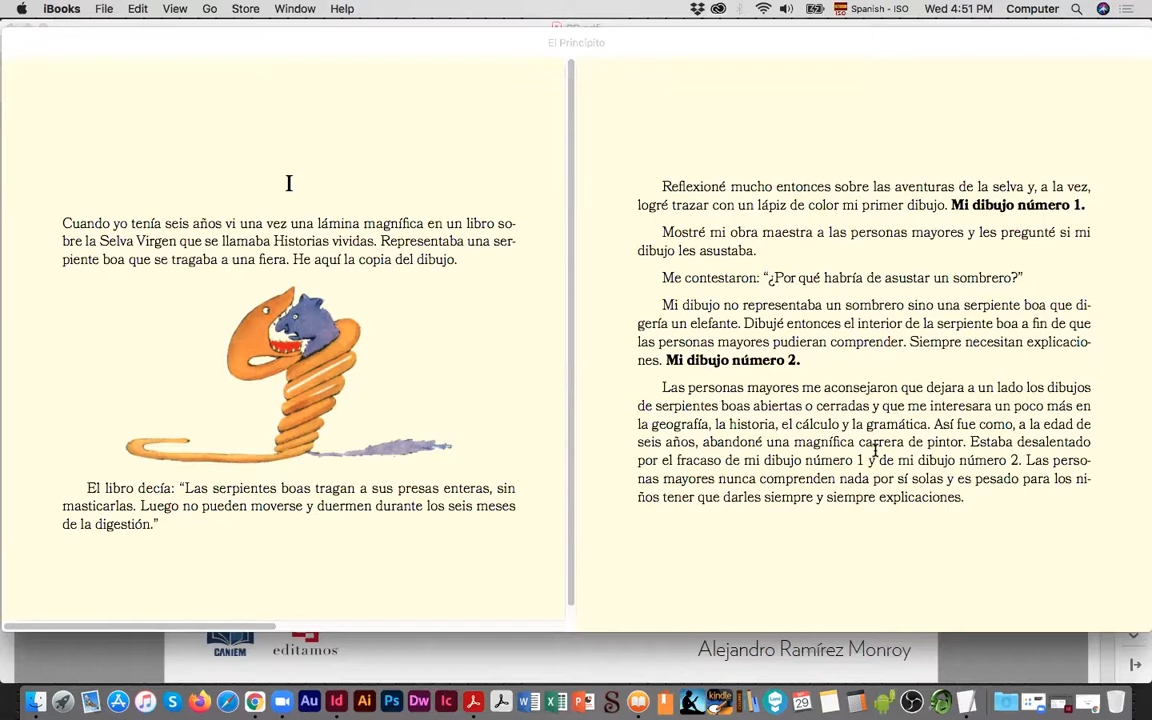 iBooks File Edit View Go Store Window Help
Spanish - ISO Wed 4:51 PM Computer
El Principito
I
Cuando yo tenía seis años vi una vez una lámina magnífica en un libro so-
bre la Selva Virgen que se llamaba Historias vividas. Representaba una ser-
piente boa que se tragaba a una fiera. He aquí la copia del dibujo.
El libro decía: “Las serpientes boas tragan a sus presas enteras, sin
masticarlas. Luego no pueden moverse y duermen durante los seis meses
de la digestión.”
Reflexioné mucho entonces sobre las aventuras de la selva y, a la vez,
logré trazar con un lápiz de color mi primer dibujo. Mi dibujo número 1.
Mostré mi obra maestra a las personas mayores y les pregunté si mi
dibujo les asustaba.
Me contestaron: “¿Por qué habría de asustar un sombrero?”
Mi dibujo no representaba un sombrero sino una serpiente boa que di-
gería un elefante. Dibujé entonces el interior de la serpiente boa a fin de que
las personas mayores pudieran comprender. Siempre necesitan explicacio-
nes. Mi dibujo número 2.
Las personas mayores me aconsejaron que dejara a un lado los dibujos
de serpientes boas abiertas o cerradas y que me interesara un poco más en
la geografía, la historia, el cálculo y la gramática. Así fue como, a la edad de
seis años, abandoné una magnífica carrera de pintor. Estaba desalentado
por el fracaso de mi dibujo número 1 y de mi dibujo número 2. Las perso-
nas mayores nunca comprenden nada por sí solas y es pesado para los ni-
ños tener que darles siempre y siempre explicaciones.
CANIEM editamos
Alejandro Ramírez Monroy
Au Id Ai Ps Dw Ic W X P S kindle 29